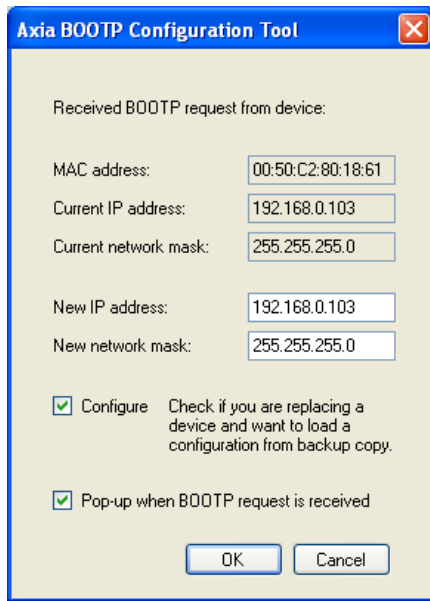 Axia BOOTP Configuration Tool
Received BOOTP request from device:
MAC address: 00:50:C2:80:18:61
Current IP address: 192.168.0.103
Current network mask: 255.255.255.0
New IP address: 192.168.0.103
New network mask: 255.255.255.0
Configure Check if you are replacing a
device and want to load a
configuration from backup copy.
Pop-up when BOOTP request is received
OK Cancel